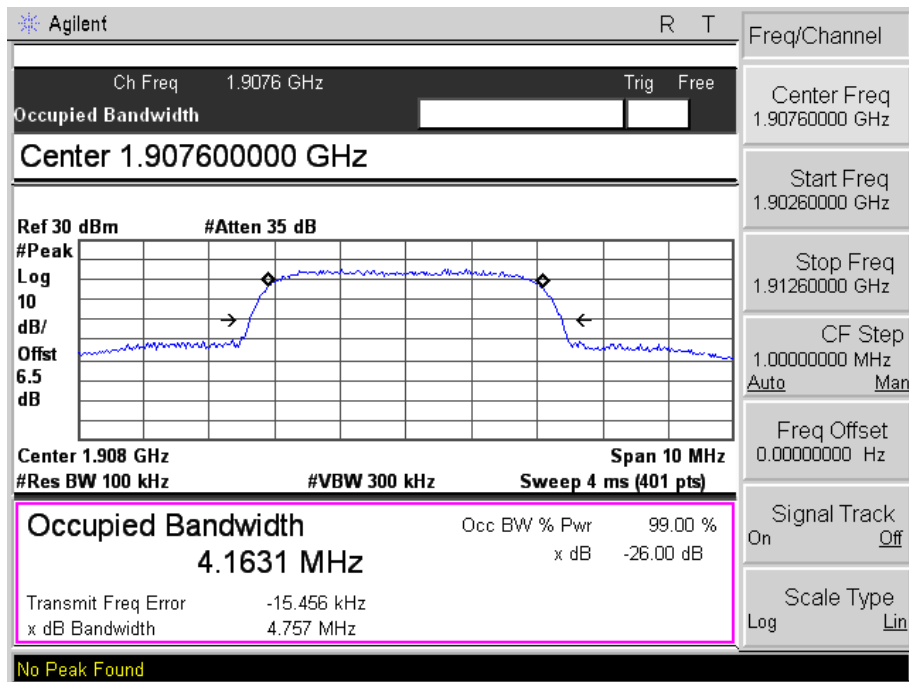 Agilent R T
Ch Freq 1.9076 GHz Trig Free
Occupied Bandwidth
Center 1.907600000 GHz
Ref 30 dBm #Atten 35 dB
#Peak
Log
10
dB/
Offst
6.5
dB
Center 1.908 GHz Span 10 MHz
#Res BW 100 kHz #VBW 300 kHz Sweep 4 ms (401 pts)
Occupied Bandwidth Occ BW % Pwr 99.00 %
4.1631 MHz x dB -26.00 dB
Transmit Freq Error -15.456 kHz
x dB Bandwidth 4.757 MHz
No Peak Found
Freq/Channel
Center Freq
1.90760000 GHz
Start Freq
1.90260000 GHz
Stop Freq
1.91260000 GHz
CF Step
1.00000000 MHz
Auto Man
Freq Offset
0.00000000 Hz
Signal Track
On Off
Scale Type
Log Lin